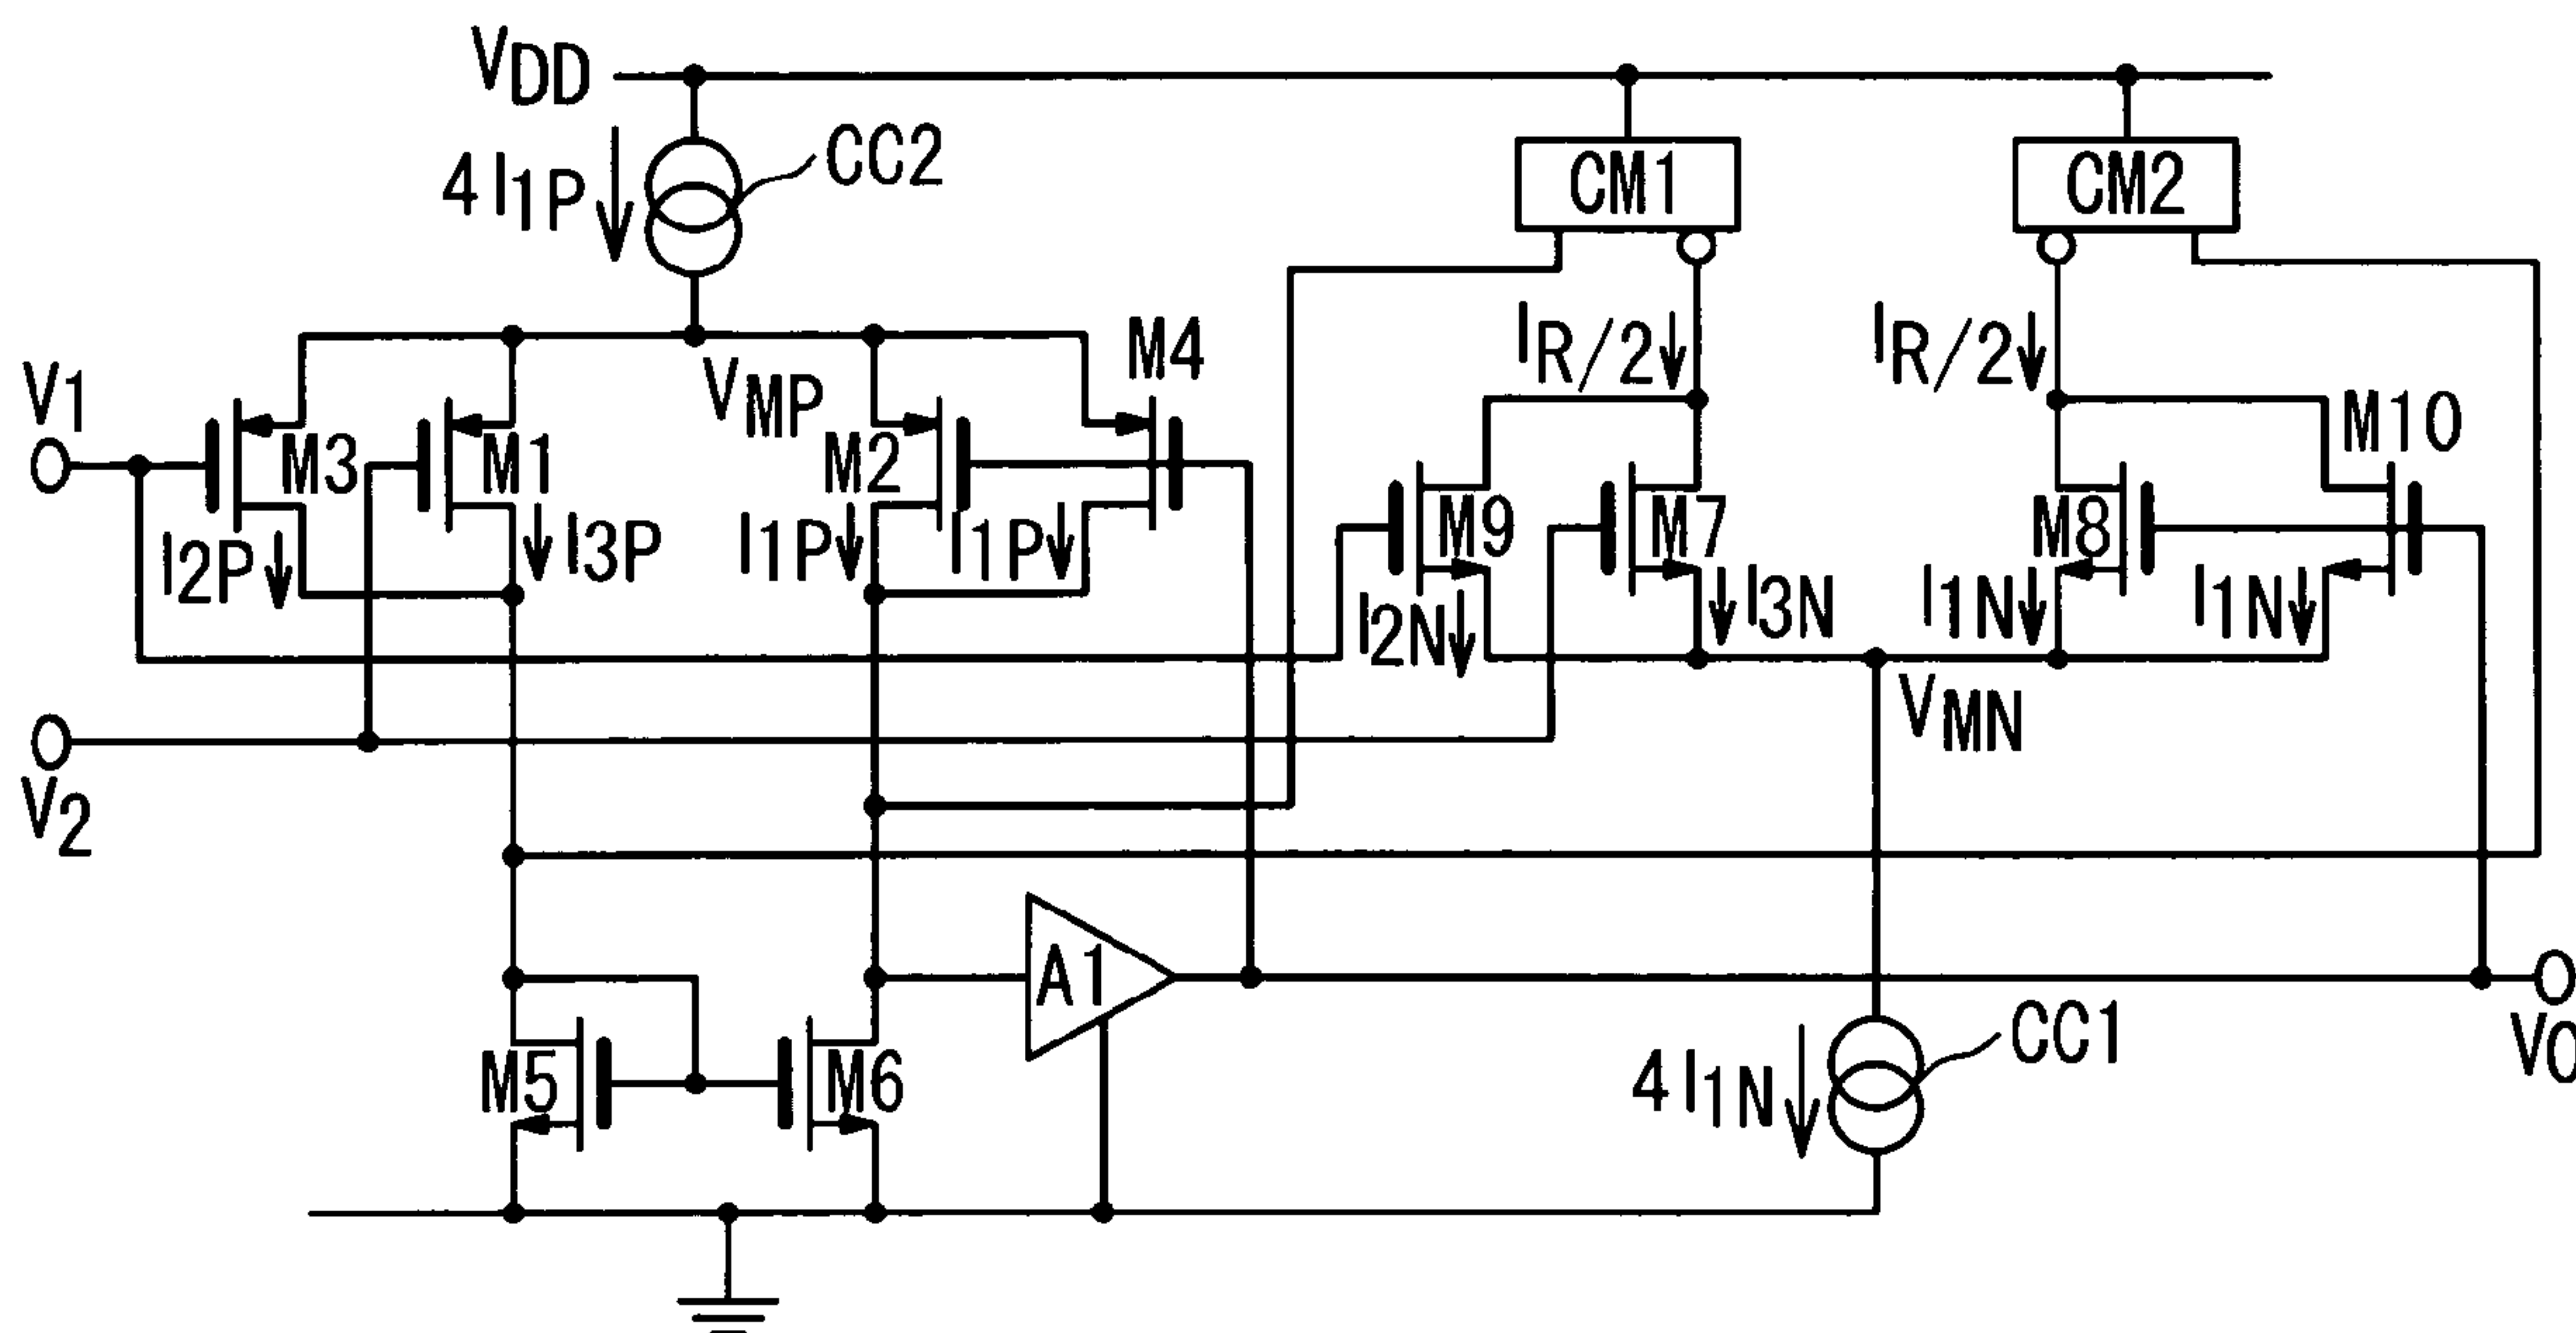 VDD
4I1P
CC2
CM1
CM2
V1
M3
M1
VMP
M2
M4
IR/2
IR/2
M10
I2P
I3P
I1P
I1P
M9
M7
M8
I2N
I3N
I1N
I1N
VMN
V2
A1
M5
M6
4I1N
CC1
VO